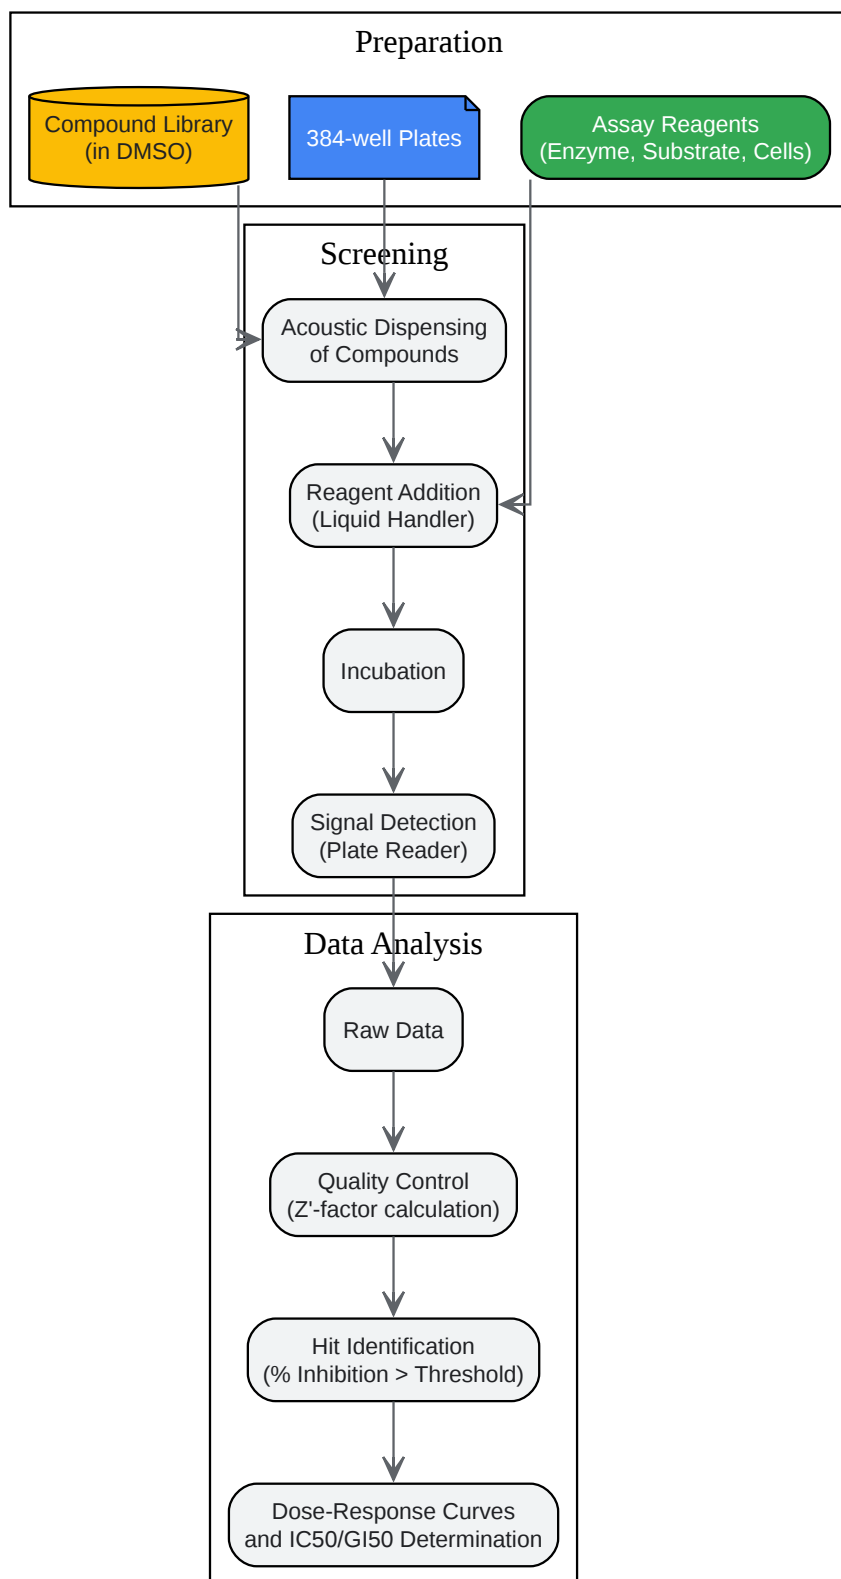 Preparation
Compound Library
(in DMSO)
384-well Plates
Assay Reagents
(Enzyme, Substrate, Cells)
Screening
Acoustic Dispensing
of Compounds
Reagent Addition
(Liquid Handler)
Incubation
Signal Detection
(Plate Reader)
Data Analysis
Raw Data
Quality Control
(Z'-factor calculation)
Hit Identification
(% Inhibition > Threshold)
Dose-Response Curves
and IC50/GI50 Determination